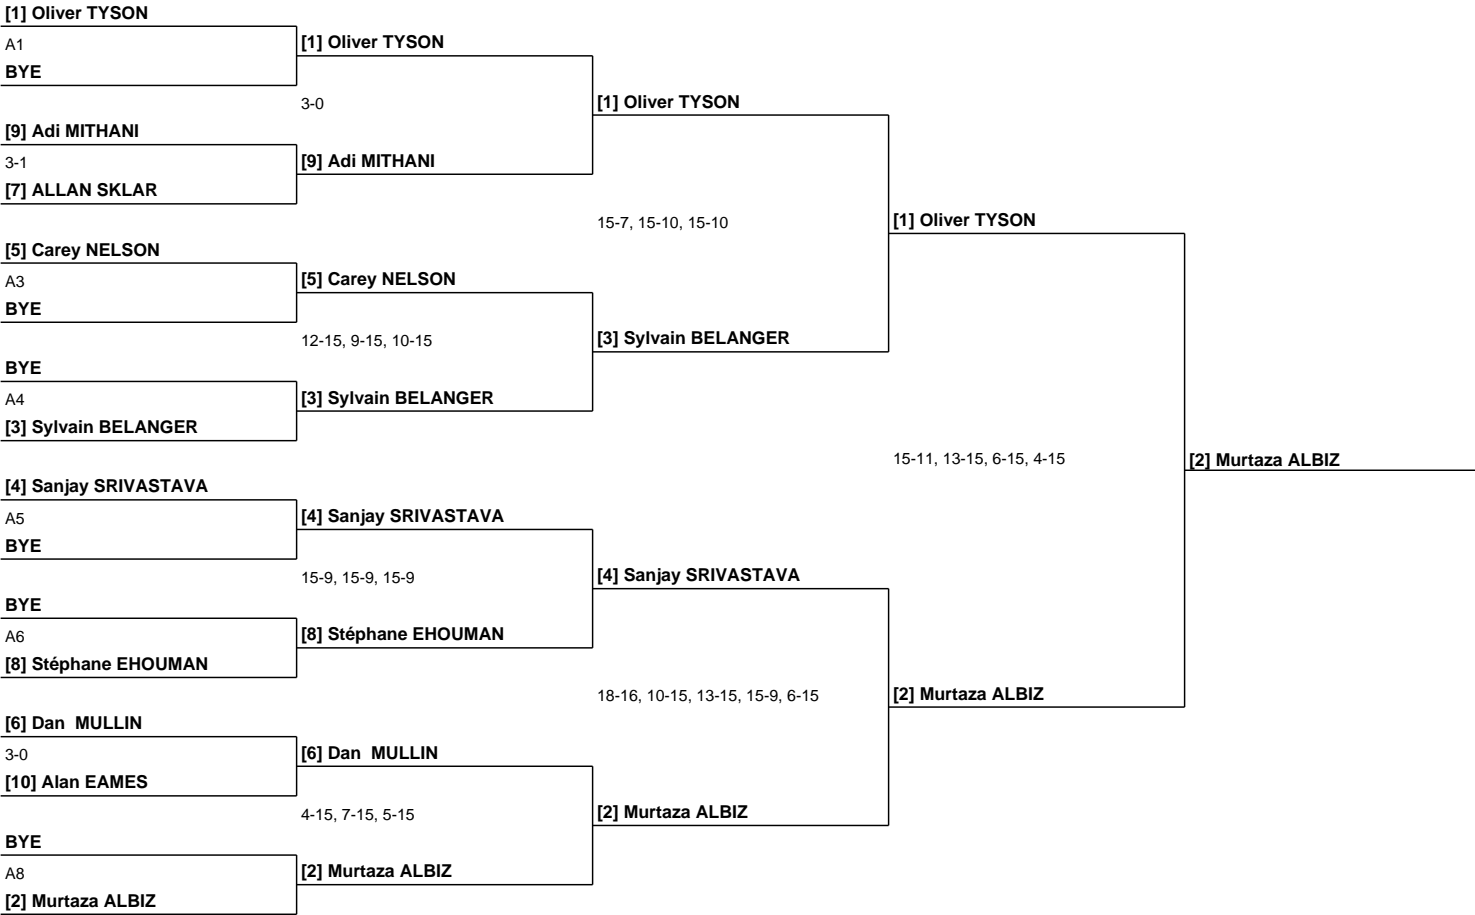 [1] Oliver TYSON
A1
BYE
[9] Adi MITHANI
3-1
[7] ALLAN SKLAR
[5] Carey NELSON
A3
BYE
BYE
A4
[3] Sylvain BELANGER
[4] Sanjay SRIVASTAVA
A5
BYE
BYE
A6
[8] Stéphane EHOUMAN
[6] Dan  MULLIN
3-0
[10] Alan EAMES
BYE
A8
[2] Murtaza ALBIZ
[1] Oliver TYSON
3-0
[9] Adi MITHANI
[5] Carey NELSON
12-15, 9-15, 10-15
[3] Sylvain BELANGER
[4] Sanjay SRIVASTAVA
15-9, 15-9, 15-9
[8] Stéphane EHOUMAN
[6] Dan  MULLIN
4-15, 7-15, 5-15
[2] Murtaza ALBIZ
[1] Oliver TYSON
15-7, 15-10, 15-10
[3] Sylvain BELANGER
[4] Sanjay SRIVASTAVA
18-16, 10-15, 13-15, 15-9, 6-15
[2] Murtaza ALBIZ
[1] Oliver TYSON
15-11, 13-15, 6-15, 4-15
[2] Murtaza ALBIZ
[2] Murtaza ALBIZ